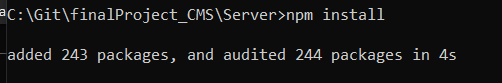 C:\Git\finalProject_CMS\Server>npm install
added 243 packages, and audited 244 packages in 4s